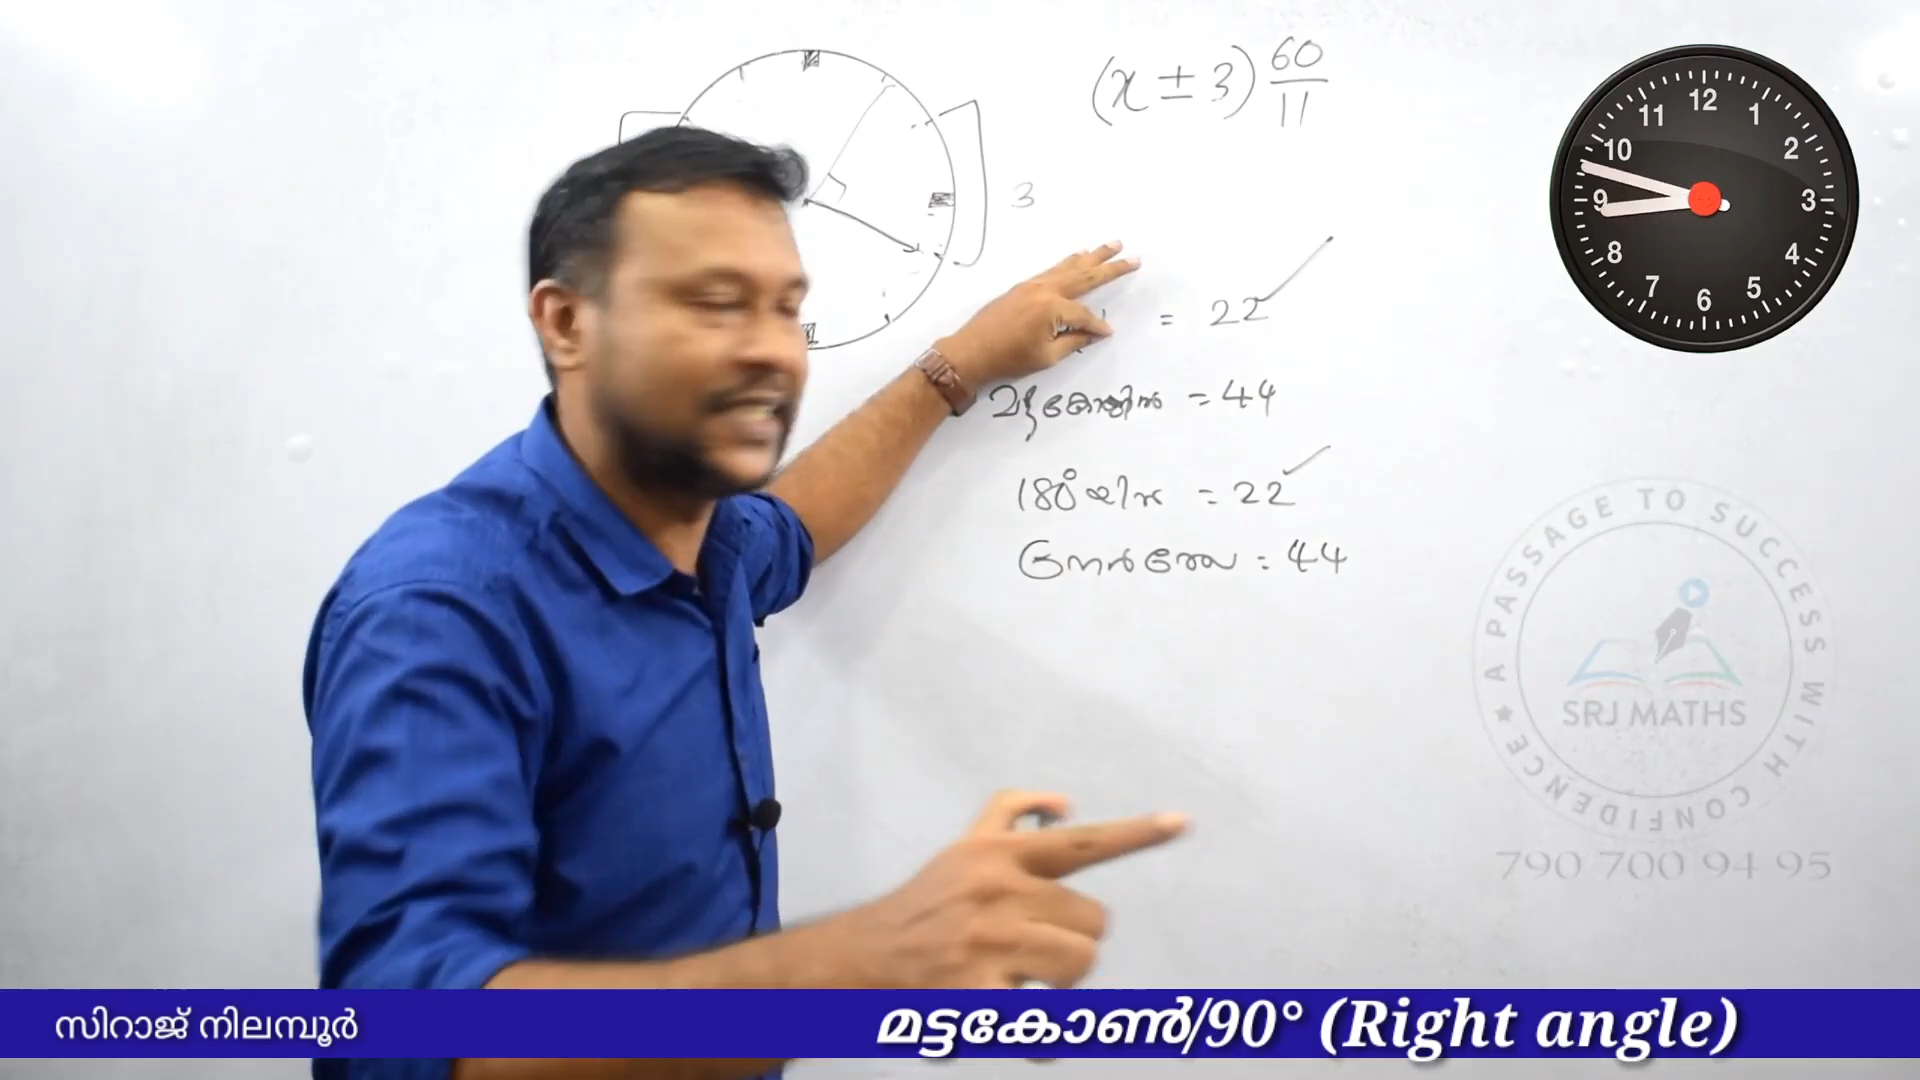 (x ± 3) 60/11
3
= 22
മട്ടകോണിൽ = 44
180° യിൽ = 22
നേർരേഖ = 44
12
1
2
3
4
5
6
7
8
9
10
11
A PASSAGE TO SUCCESS WITH CONFIDENCE
SRJ MATHS
790 700 94 95
സിറാജ് നിലമ്പൂർ
മട്ടകോൺ/90° (Right angle)